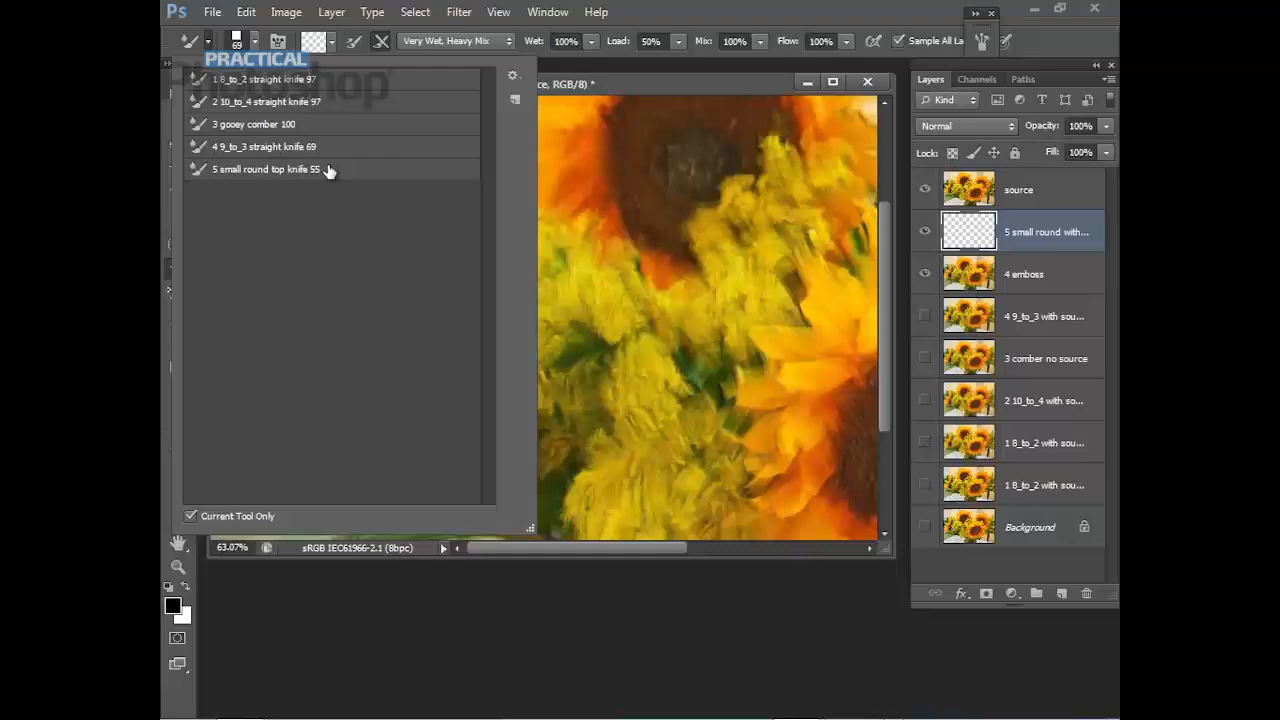 Ps File Edit Image Layer Type Select Filter View Window Help
69 Very Wet, Heavy Mix Wet: 100% Load: 50% Mix: 100% Flow: 100% Sample All La
PRACTICAL
Photoshop
1 8_to_2 straight knife 97
2 10_to_4 straight knife 97
3 gooey comber 100
4 9_to_3 straight knife 69
5 small round top knife 55
Current Tool Only
ce, RGB/8) *
63.07% sRGB IEC61966-2.1 (8bpc)
Layers Channels Paths
Kind
Normal Opacity: 100%
Lock: Fill: 100%
source
5 small round with...
4 emboss
4 9_to_3 with sou...
3 comber no source
2 10_to_4 with so...
1 8_to_2 with sou...
1 8_to_2 with sou...
Background
fx